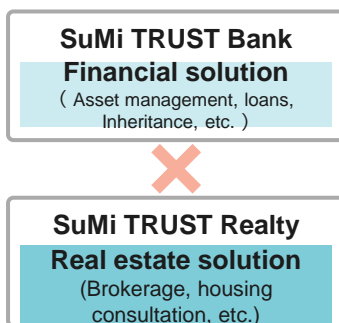 SuMi TRUST Bank
Financial solution
( Asset management, loans,
Inheritance, etc. )
SuMi TRUST Realty
Real estate solution
(Brokerage, housing
consultation, etc.)